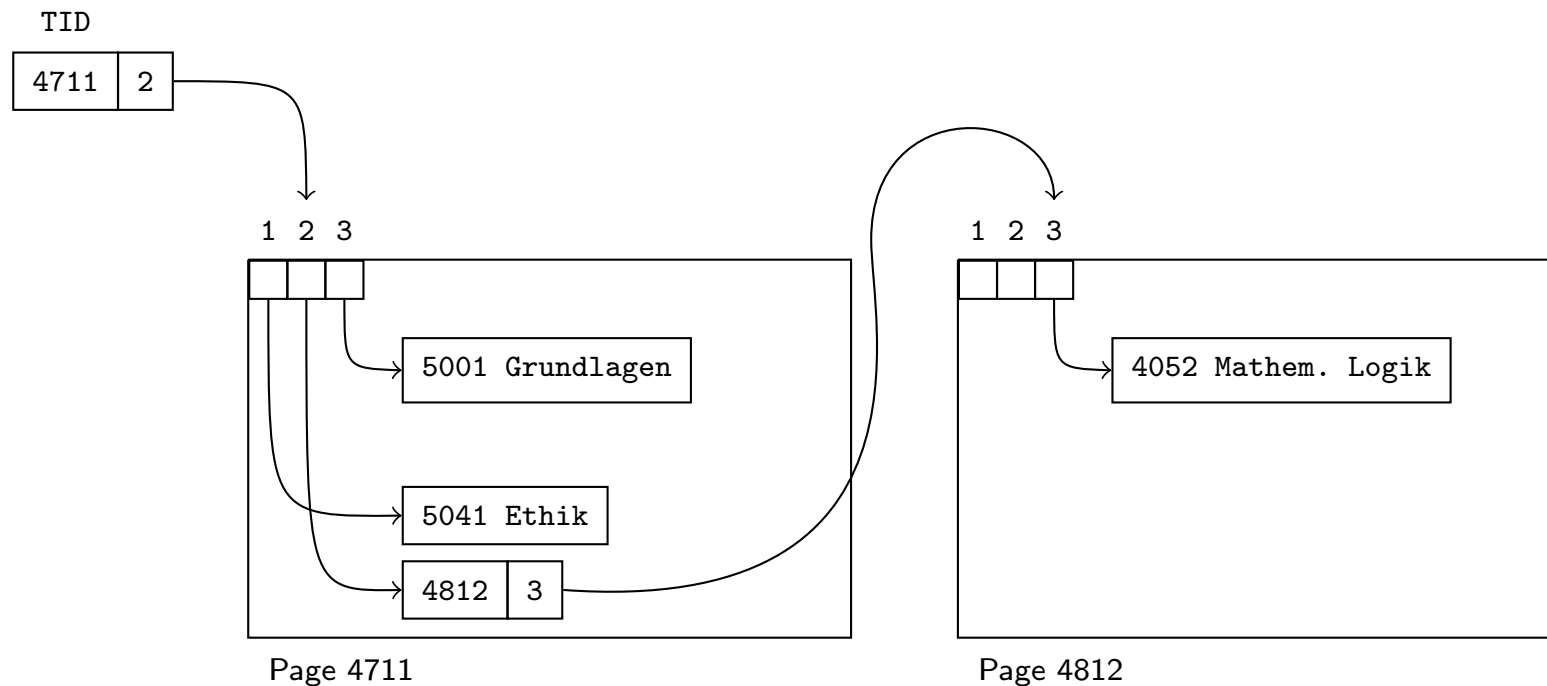 TID
4711 2
1 2 3
1 2 3
5001 Grundlagen
4052 Mathem. Logik
5041 Ethik
4812 3
Page 4711
Page 4812